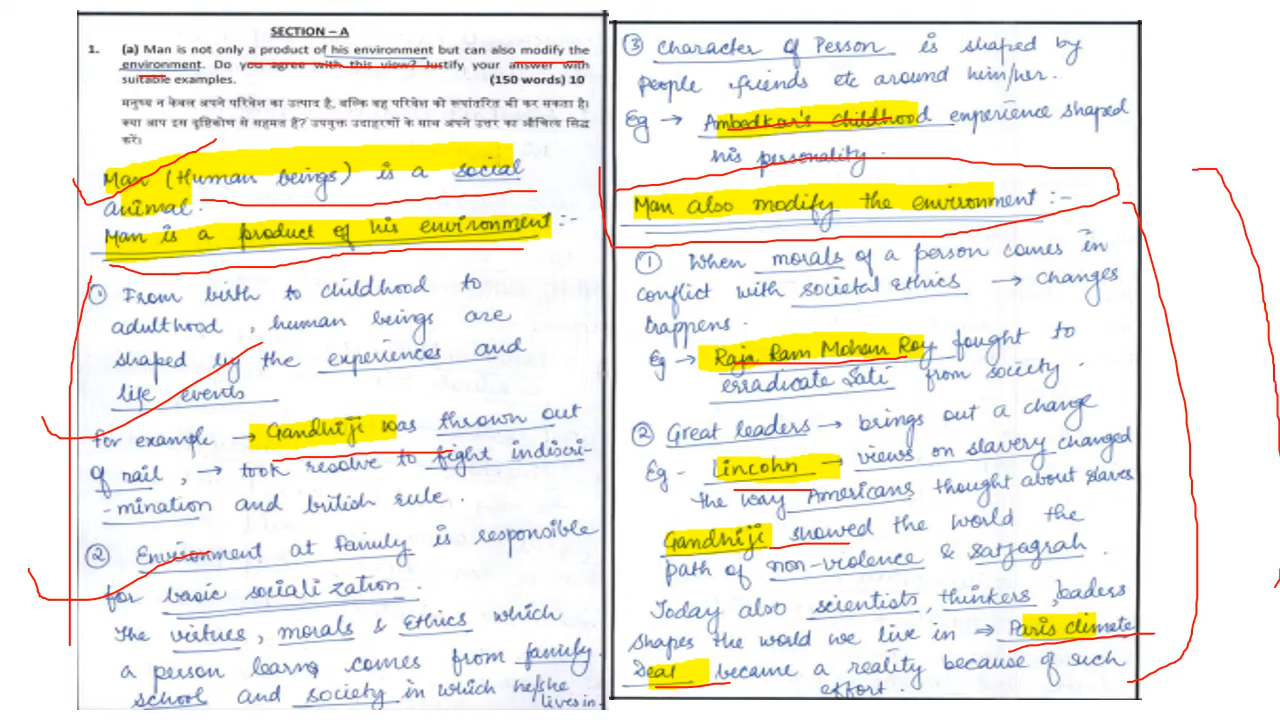 SECTION – A
1. (a) Man is not only a product of his environment but can also modify the
environment. Do you agree with this view? Justify your answer with
suitable examples. (150 words) 10
मनुष्य न केवल अपने परिवेश का उत्पाद है, बल्कि वह परिवेश को रूपांतरित भी कर सकता है।
क्या आप इस दृष्टिकोण से सहमत हैं? उपयुक्त उदाहरणों के साथ अपने उत्तर का औचित्य सिद्ध
करें।
Man (Human beings) is a social
animal.
Man is a product of his environment :-
① From birth to childhood to
adulthood, human beings are
shaped by the experiences and
life events
for example → Gandhiji was thrown out
of rail, → took resolve to fight indiscri-
-mination and british rule.
② Environment at family is responsible
for basic socialization.
The virtues, morals & Ethics which
a person learns comes from family
school and society in which he/she
lives in.
③ Character of Person is shaped by
people, friends etc around him/her.
Eg → Ambedkar's childhood experience shaped
his personality.
Man also modify the environment :-
① When morals of a person comes in
conflict with societal Ethics → changes
happens.
Eg → Raja Ram Mohan Roy fought to
erradicate Sati from society.
② Great leaders → brings out a change
Eg - Lincohn → views on slavery changed
the way Americans thought about slaves
Gandhiji showed the world the
path of non-violence & Satyagrah.
Today also scientists, thinkers, leaders
shapes the world we live in → Paris climate
Deal became a reality because of such
effort.